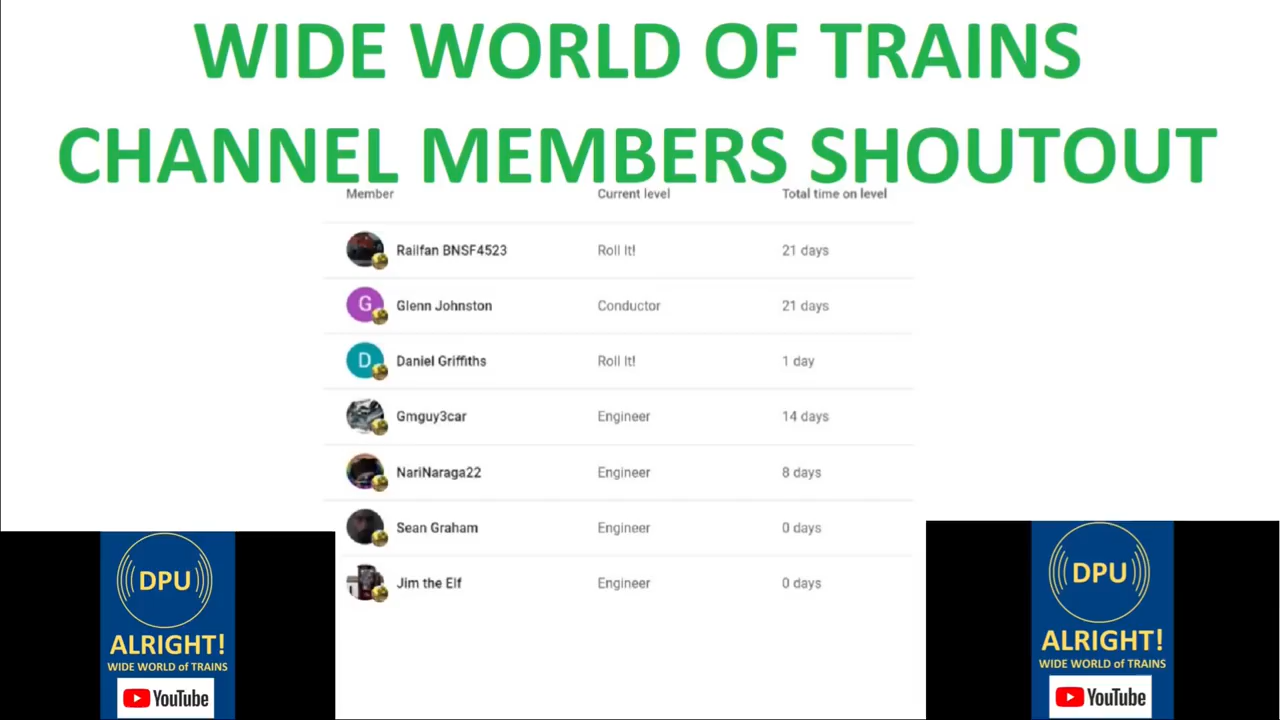 WIDE WORLD OF TRAINS
CHANNEL MEMBERS SHOUTOUT
Member Current level Total time on level
Railfan BNSF4523 Roll It! 21 days
G Glenn Johnston Conductor 21 days
D Daniel Griffiths Roll It! 1 day
Gmguy3car Engineer 14 days
NariNaraga22 Engineer 8 days
Sean Graham Engineer 0 days
Jim the Elf Engineer 0 days
DPU
ALRIGHT!
WIDE WORLD of TRAINS
YouTube
DPU
ALRIGHT!
WIDE WORLD of TRAINS
YouTube